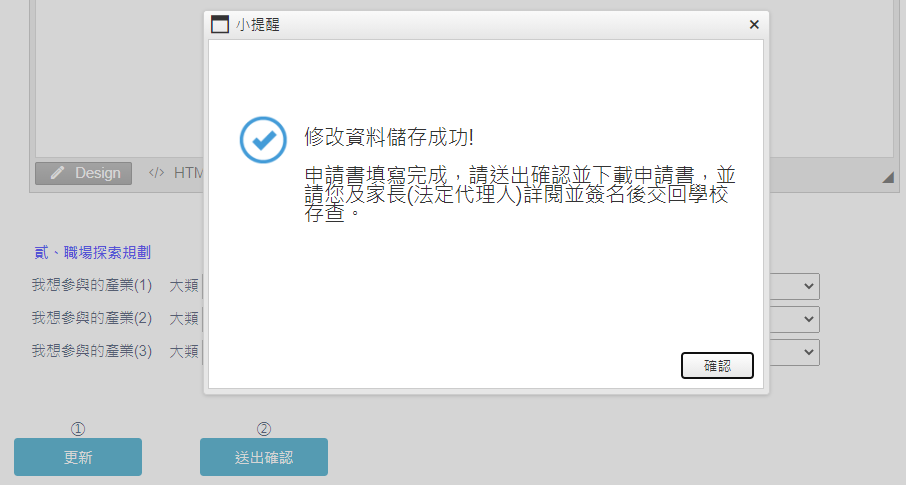 小提醒
修改資料儲存成功!
申請書填寫完成，請送出確認並下載申請書，並
請您及家長(法定代理人)詳閱並簽名後交回學校
存查。
確認
Design
</> HTM
貳、職場探索規劃
我想參與的產業(1) 大類
我想參與的產業(2) 大類
我想參與的產業(3) 大類
① ②
更新 送出確認